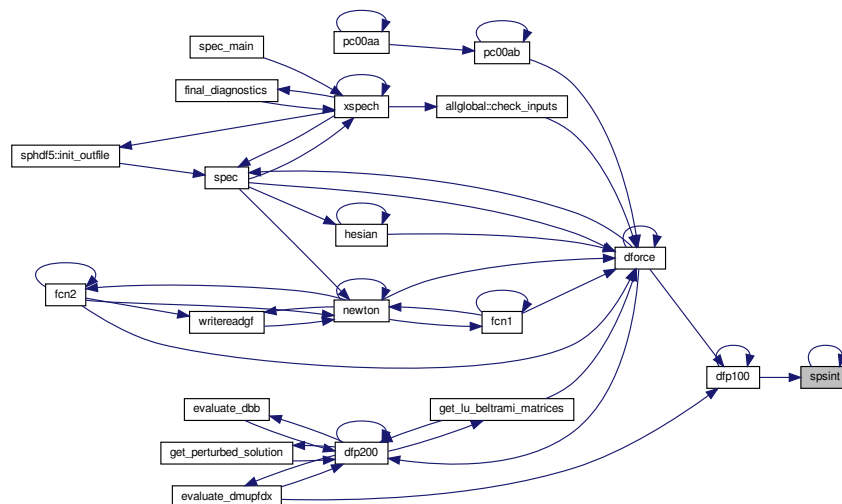 pc00aa
pc00ab
spec_main
final_diagnostics
xspech
allglobal::check_inputs
sphdf5::init_outfile
spec
hesian
dforce
fcn2
writereadgf
newton
fcn1
dfp100
spsint
evaluate_dbb
get_lu_beltrami_matrices
get_perturbed_solution
dfp200
evaluate_dmupfdx